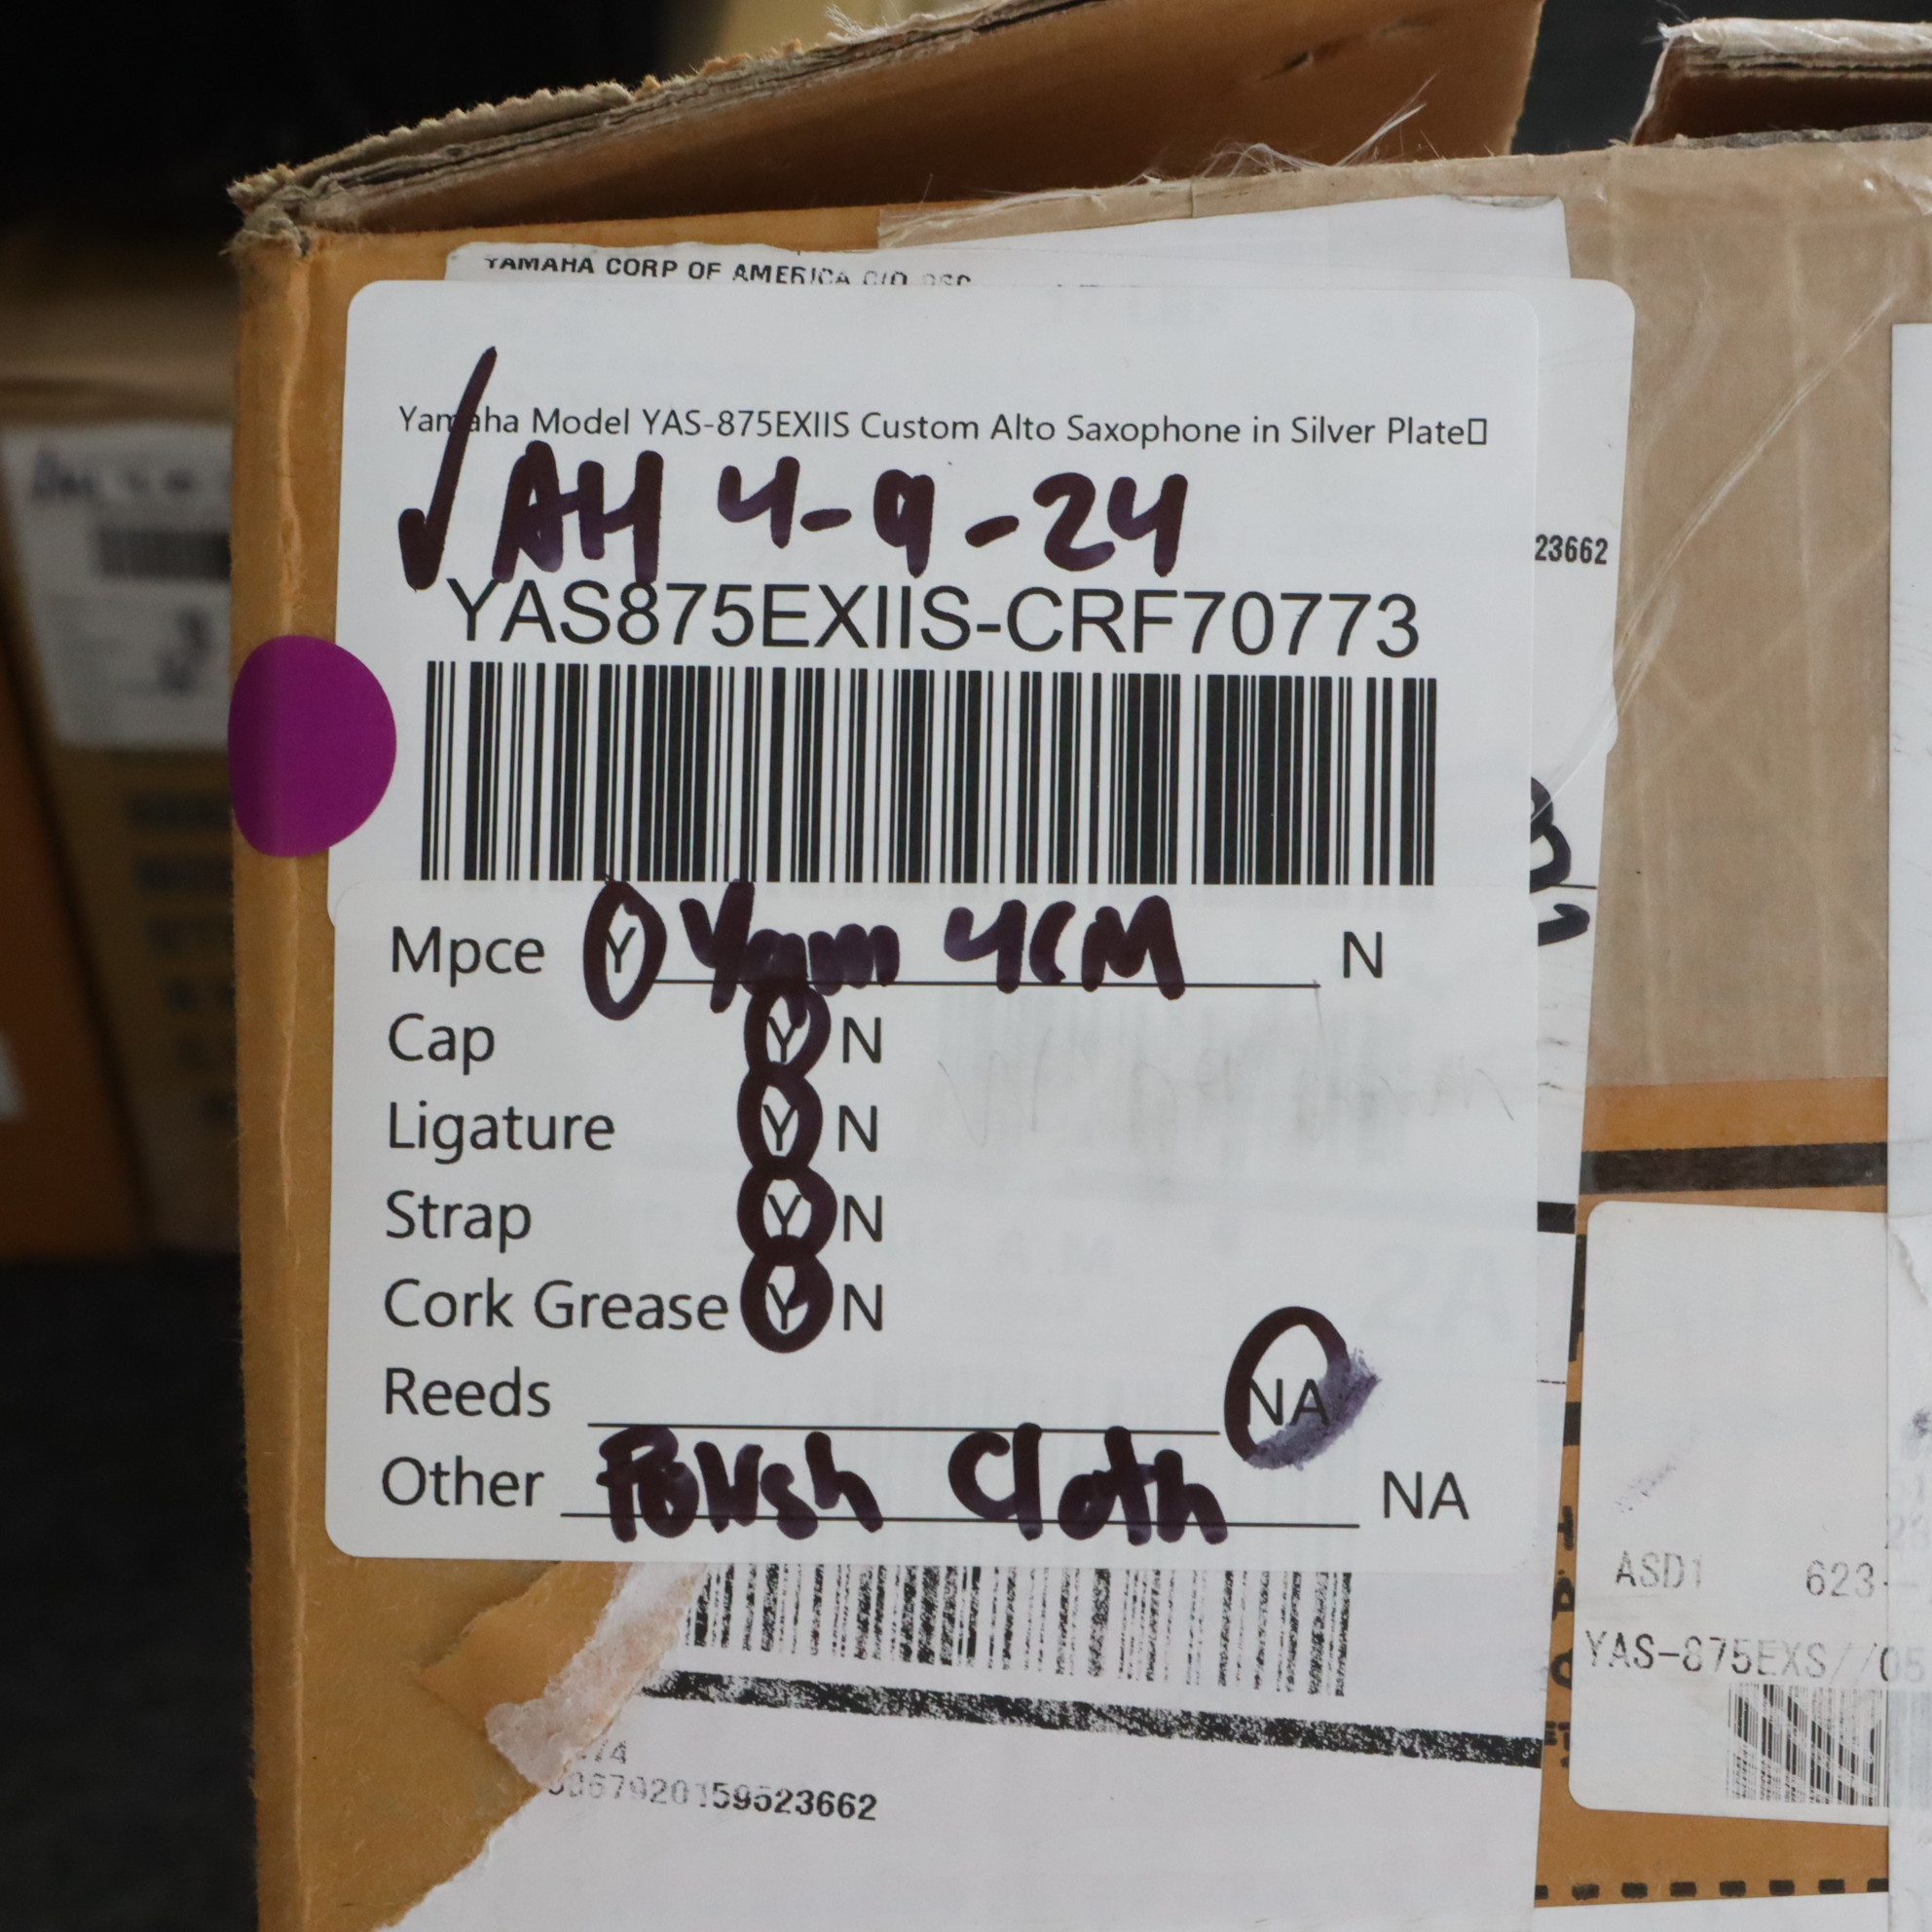 YAMAHA CORP OF AMERICA C/O
Yamaha Model YAS-875EXIIS Custom Alto Saxophone in Silver Plate□
✓ AH 4-9-24
23662
YAS875EXIIS-CRF70773
Mpce Y Yam 4CM N
Cap Y N
Ligature Y N
Strap Y N
Cork Grease Y N
Reeds NA
Other Polish Cloth NA
ASD1 623-
YAS-875EXS//05
7920159523662